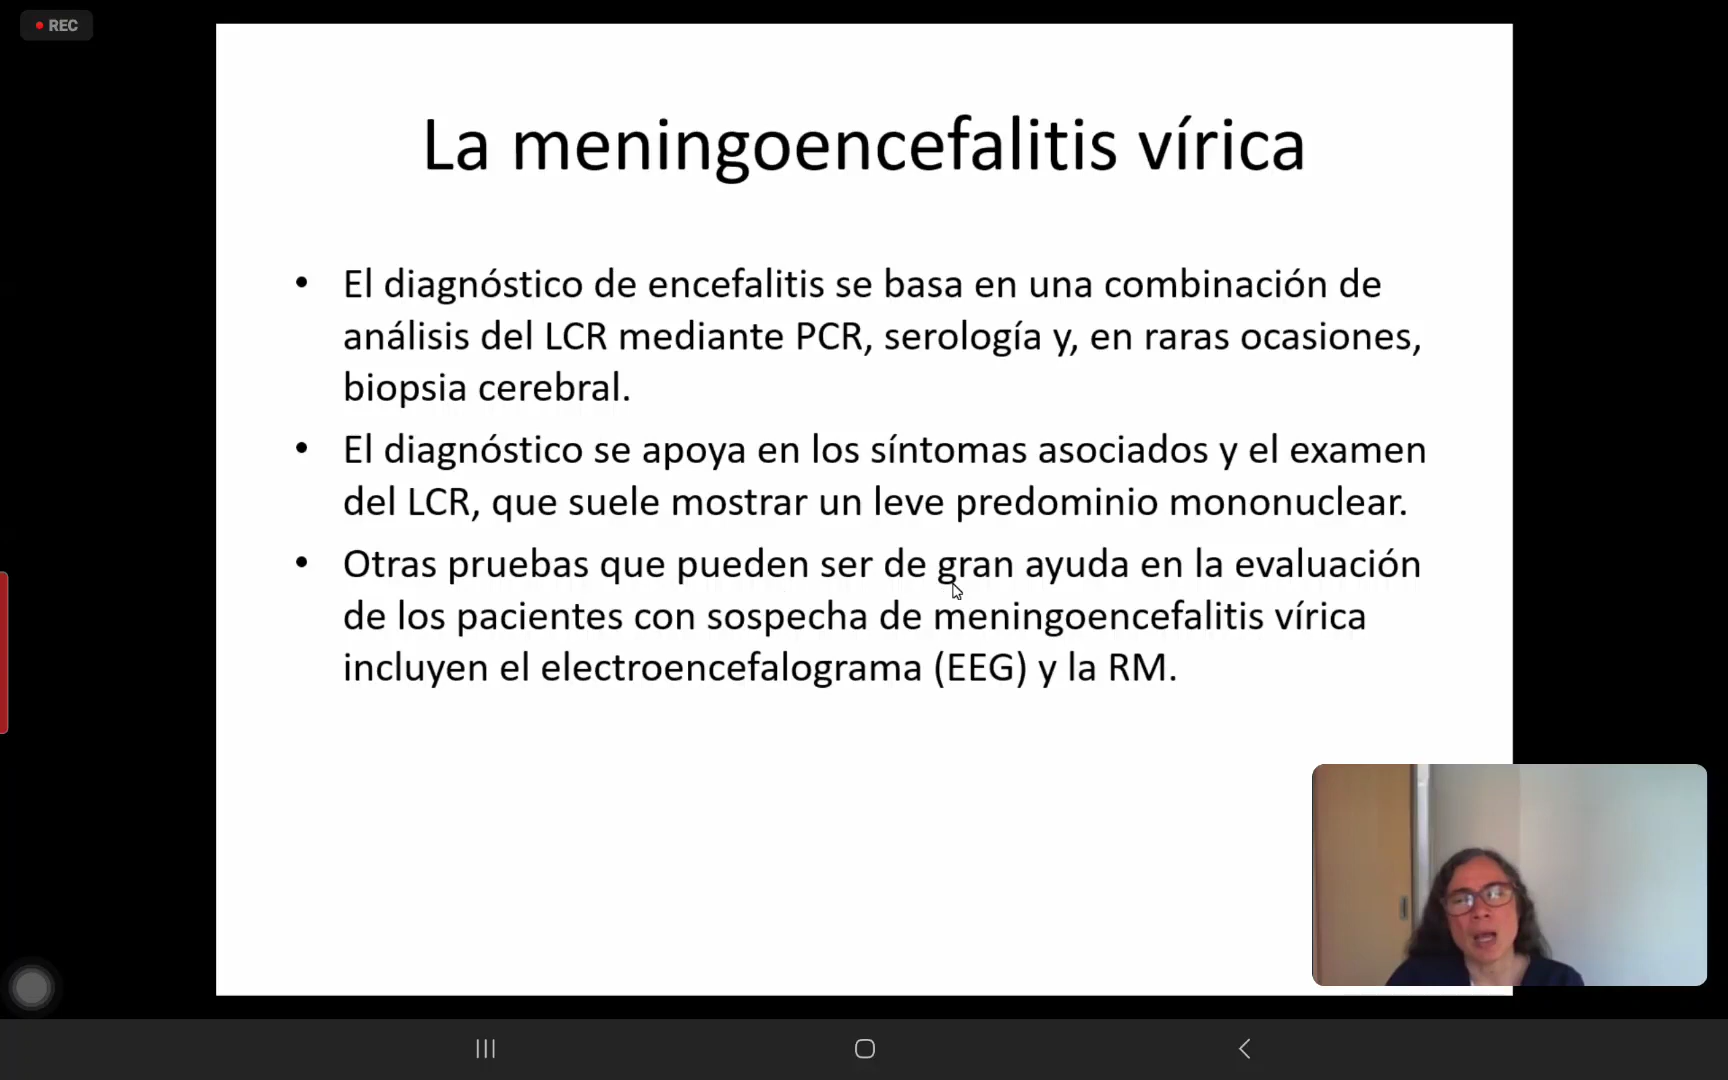 REC
La meningoencefalitis vírica
• El diagnóstico de encefalitis se basa en una combinación de
análisis del LCR mediante PCR, serología y, en raras ocasiones,
biopsia cerebral.
• El diagnóstico se apoya en los síntomas asociados y el examen
del LCR, que suele mostrar un leve predominio mononuclear.
• Otras pruebas que pueden ser de gran ayuda en la evaluación
de los pacientes con sospecha de meningoencefalitis vírica
incluyen el electroencefalograma (EEG) y la RM.